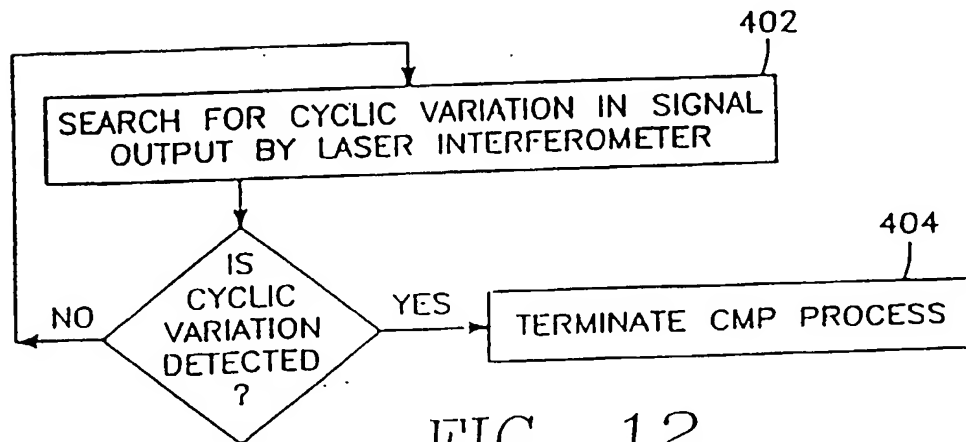 402
SEARCH FOR CYCLIC VARIATION IN SIGNAL
OUTPUT BY LASER INTERFEROMETER
IS
CYCLIC
VARIATION
DETECTED
?
NO
YES
404
TERMINATE CMP PROCESS
FIG. 12